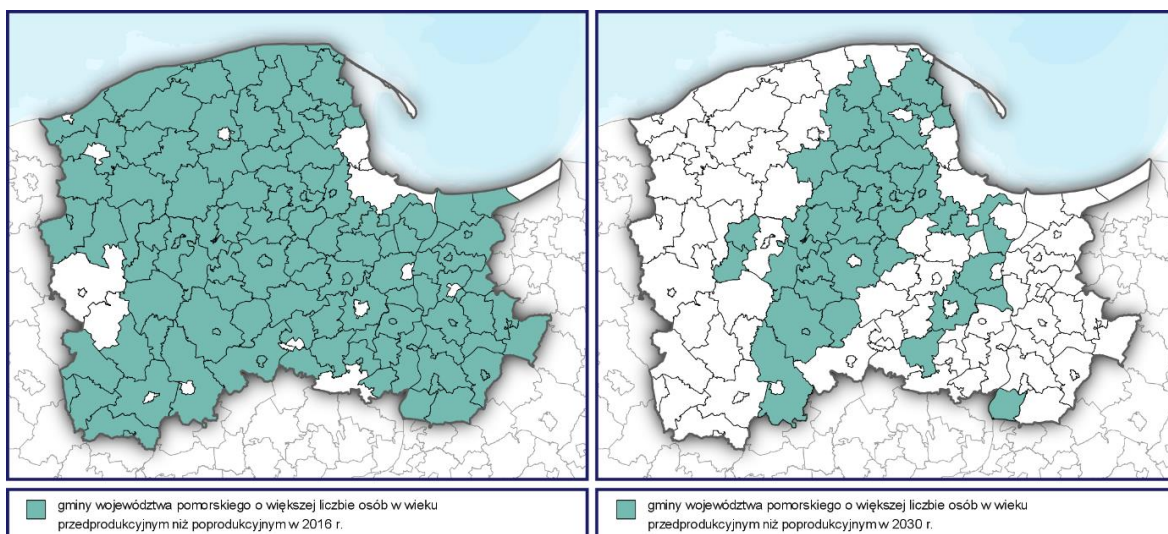 gminy województwa pomorskiego o większej liczbie osób w wieku
przedprodukcyjnym niż poprodukcyjnym w 2016 r.
gminy województwa pomorskiego o większej liczbie osób w wieku
przedprodukcyjnym niż poprodukcyjnym w 2030 r.